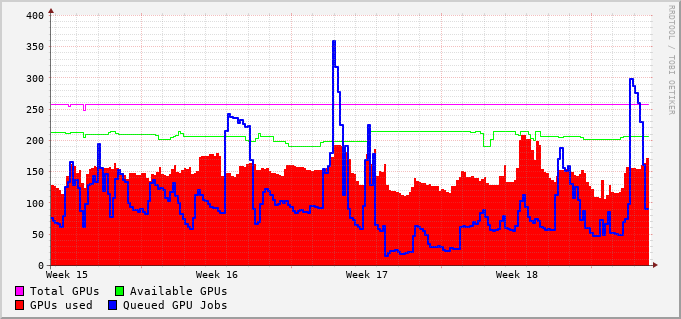 400
350
300
250
200
150
100
50
0
Week 15 Week 16 Week 17 Week 18
Total GPUs Available GPUs
GPUs used Queued GPU Jobs
RRDTOOL / TOBI OETIKER